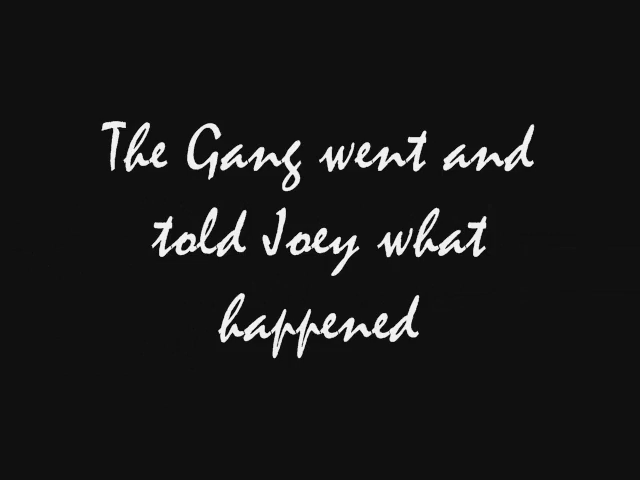 The Gang went and
told Joey what
happened